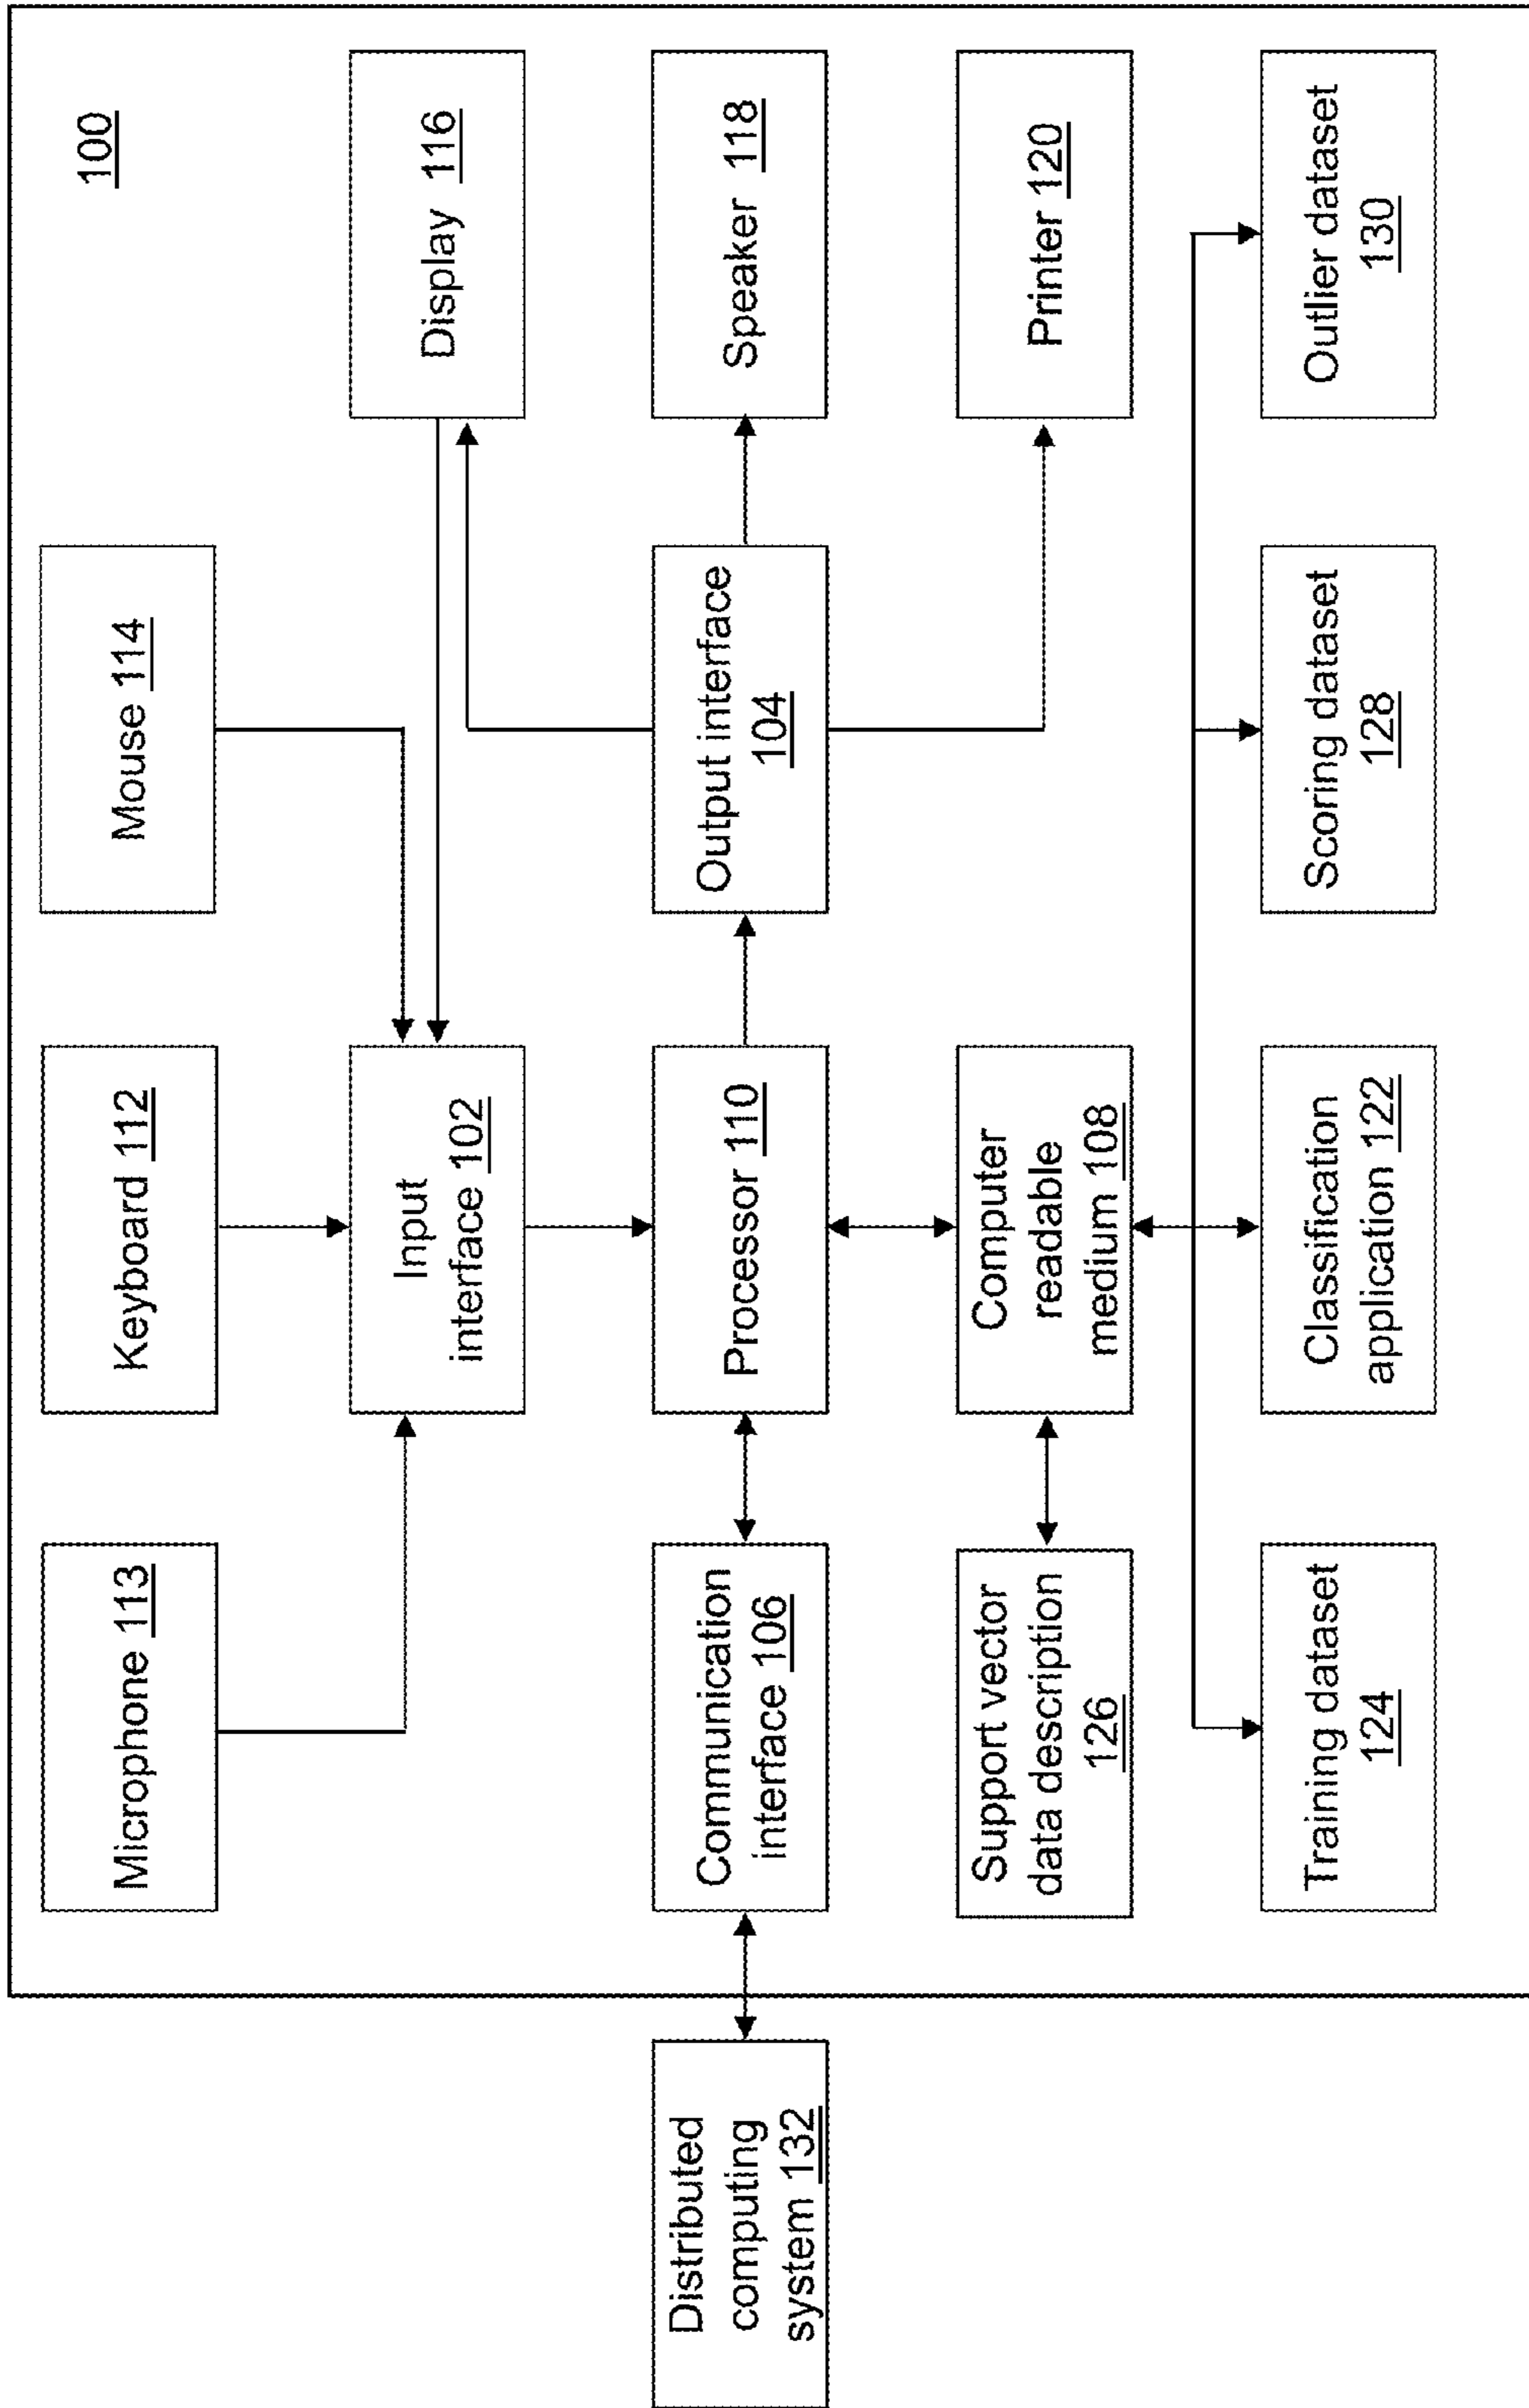 100
Microphone 113
Keyboard 112
Mouse 114
Input
interface 102
Display 116
Distributed
computing
system 132
Communication
interface 106
Processor 110
Output interface
104
Speaker 118
Support vector
data description
126
Computer
readable
medium 108
Printer 120
Training dataset
124
Classification
application 122
Scoring dataset
128
Outlier dataset
130